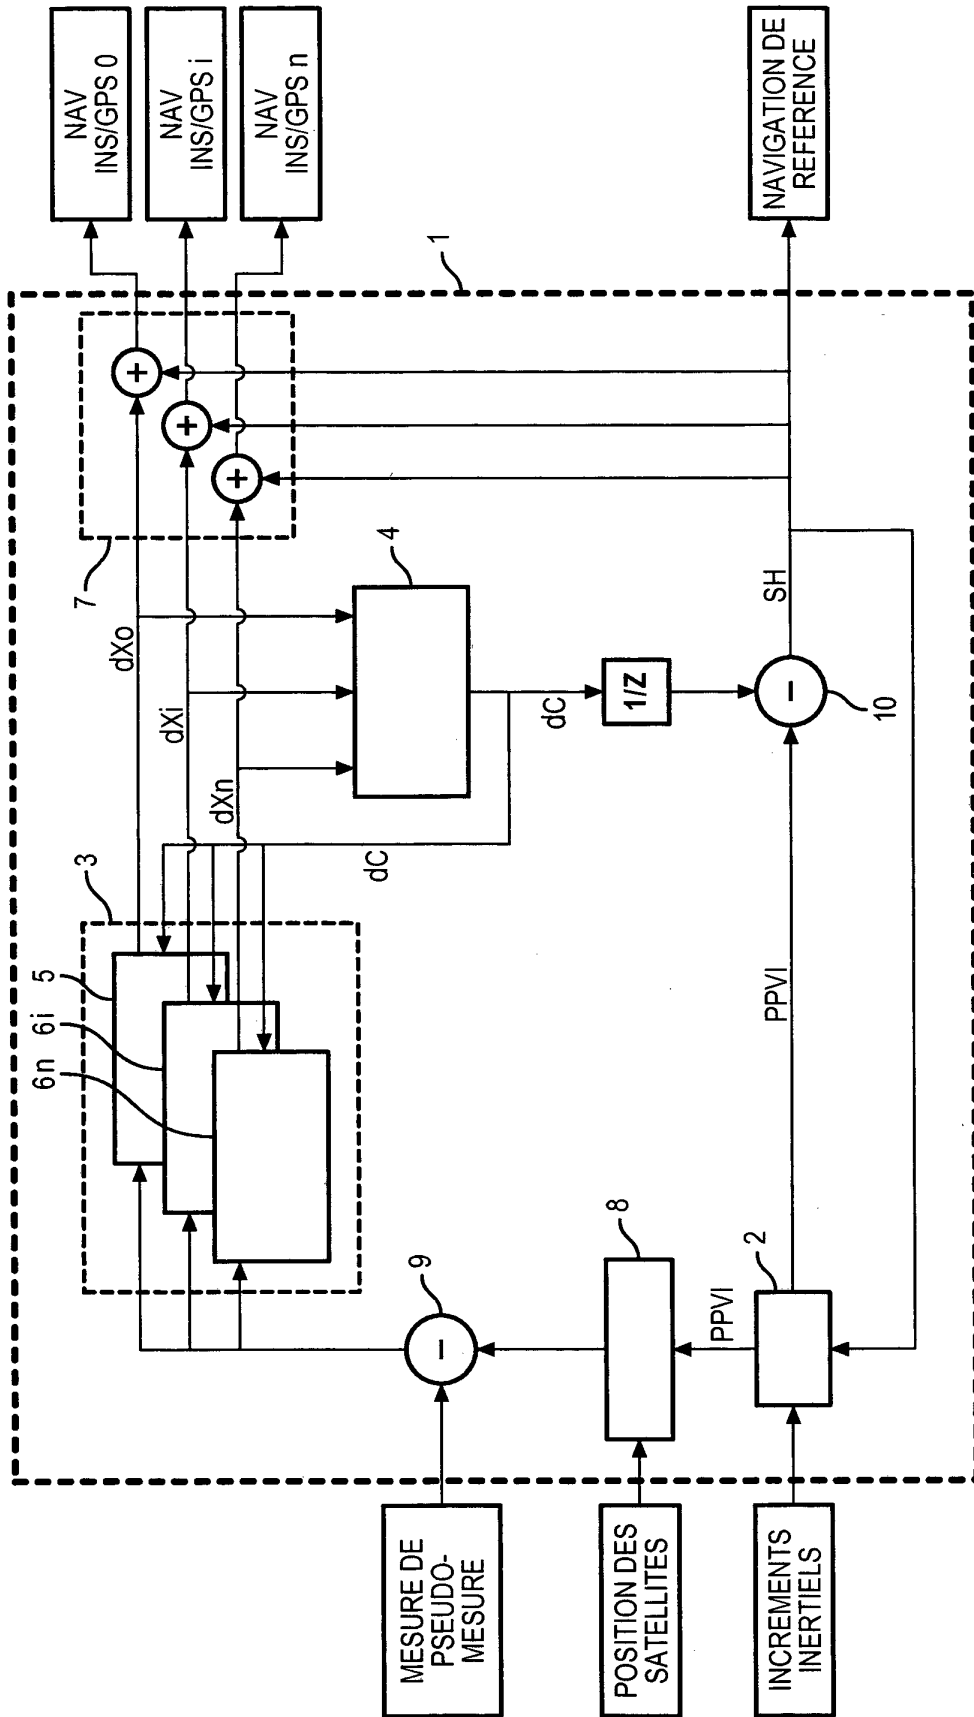 NAV
INS/GPS 0
NAV
INS/GPS i
NAV
INS/GPS n
NAVIGATION DE
REFERENCE
1
+
+
+
7
dXo
dXi
dXn
4
dC
1/Z
SH
-
10
dC
3
5
6i
6n
PPVI
9
-
8
PPVI
2
MESURE DE
PSEUDO-
MESURE
POSITION DES
SATELLITES
INCREMENTS
INERTIELS